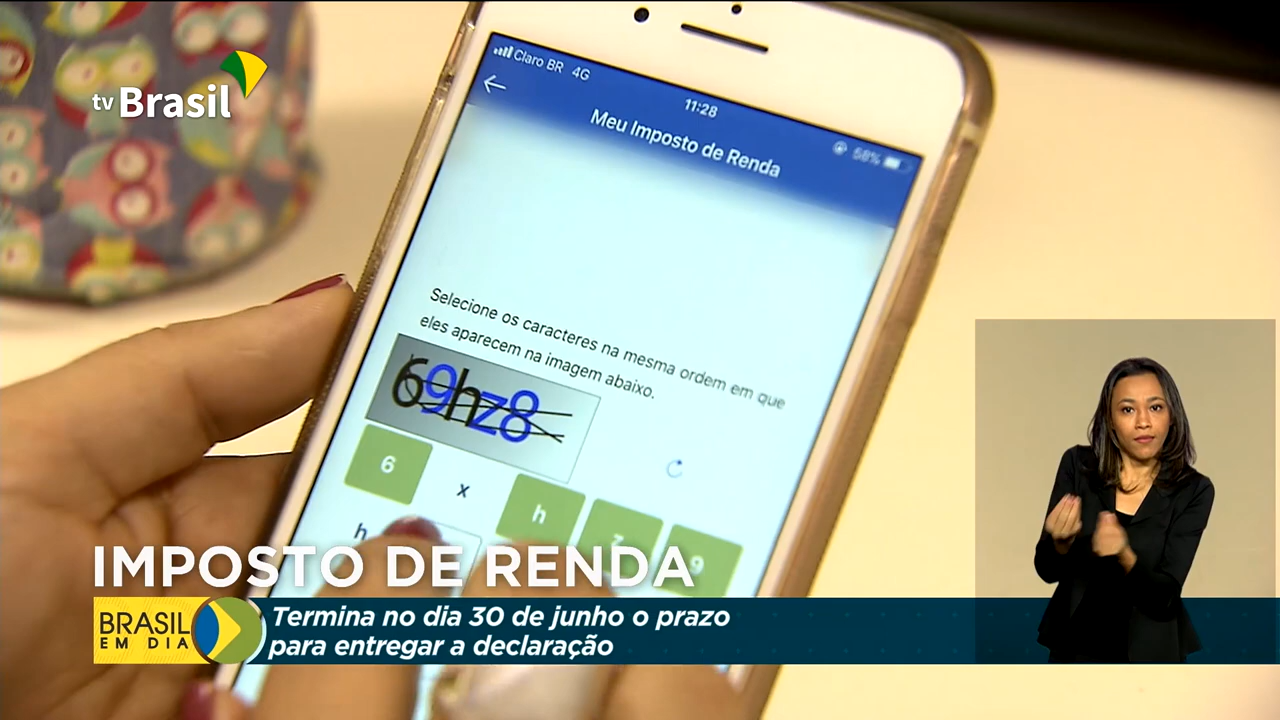 tv Brasil
Claro BR 4G
11:28
58%
Meu Imposto de Renda
Selecione os caracteres na mesma ordem em que
eles aparecem na imagem abaixo.
69hz8
6 x h z 9
h
IMPOSTO DE RENDA
BRASIL
EM DIA
Termina no dia 30 de junho o prazo
para entregar a declaração